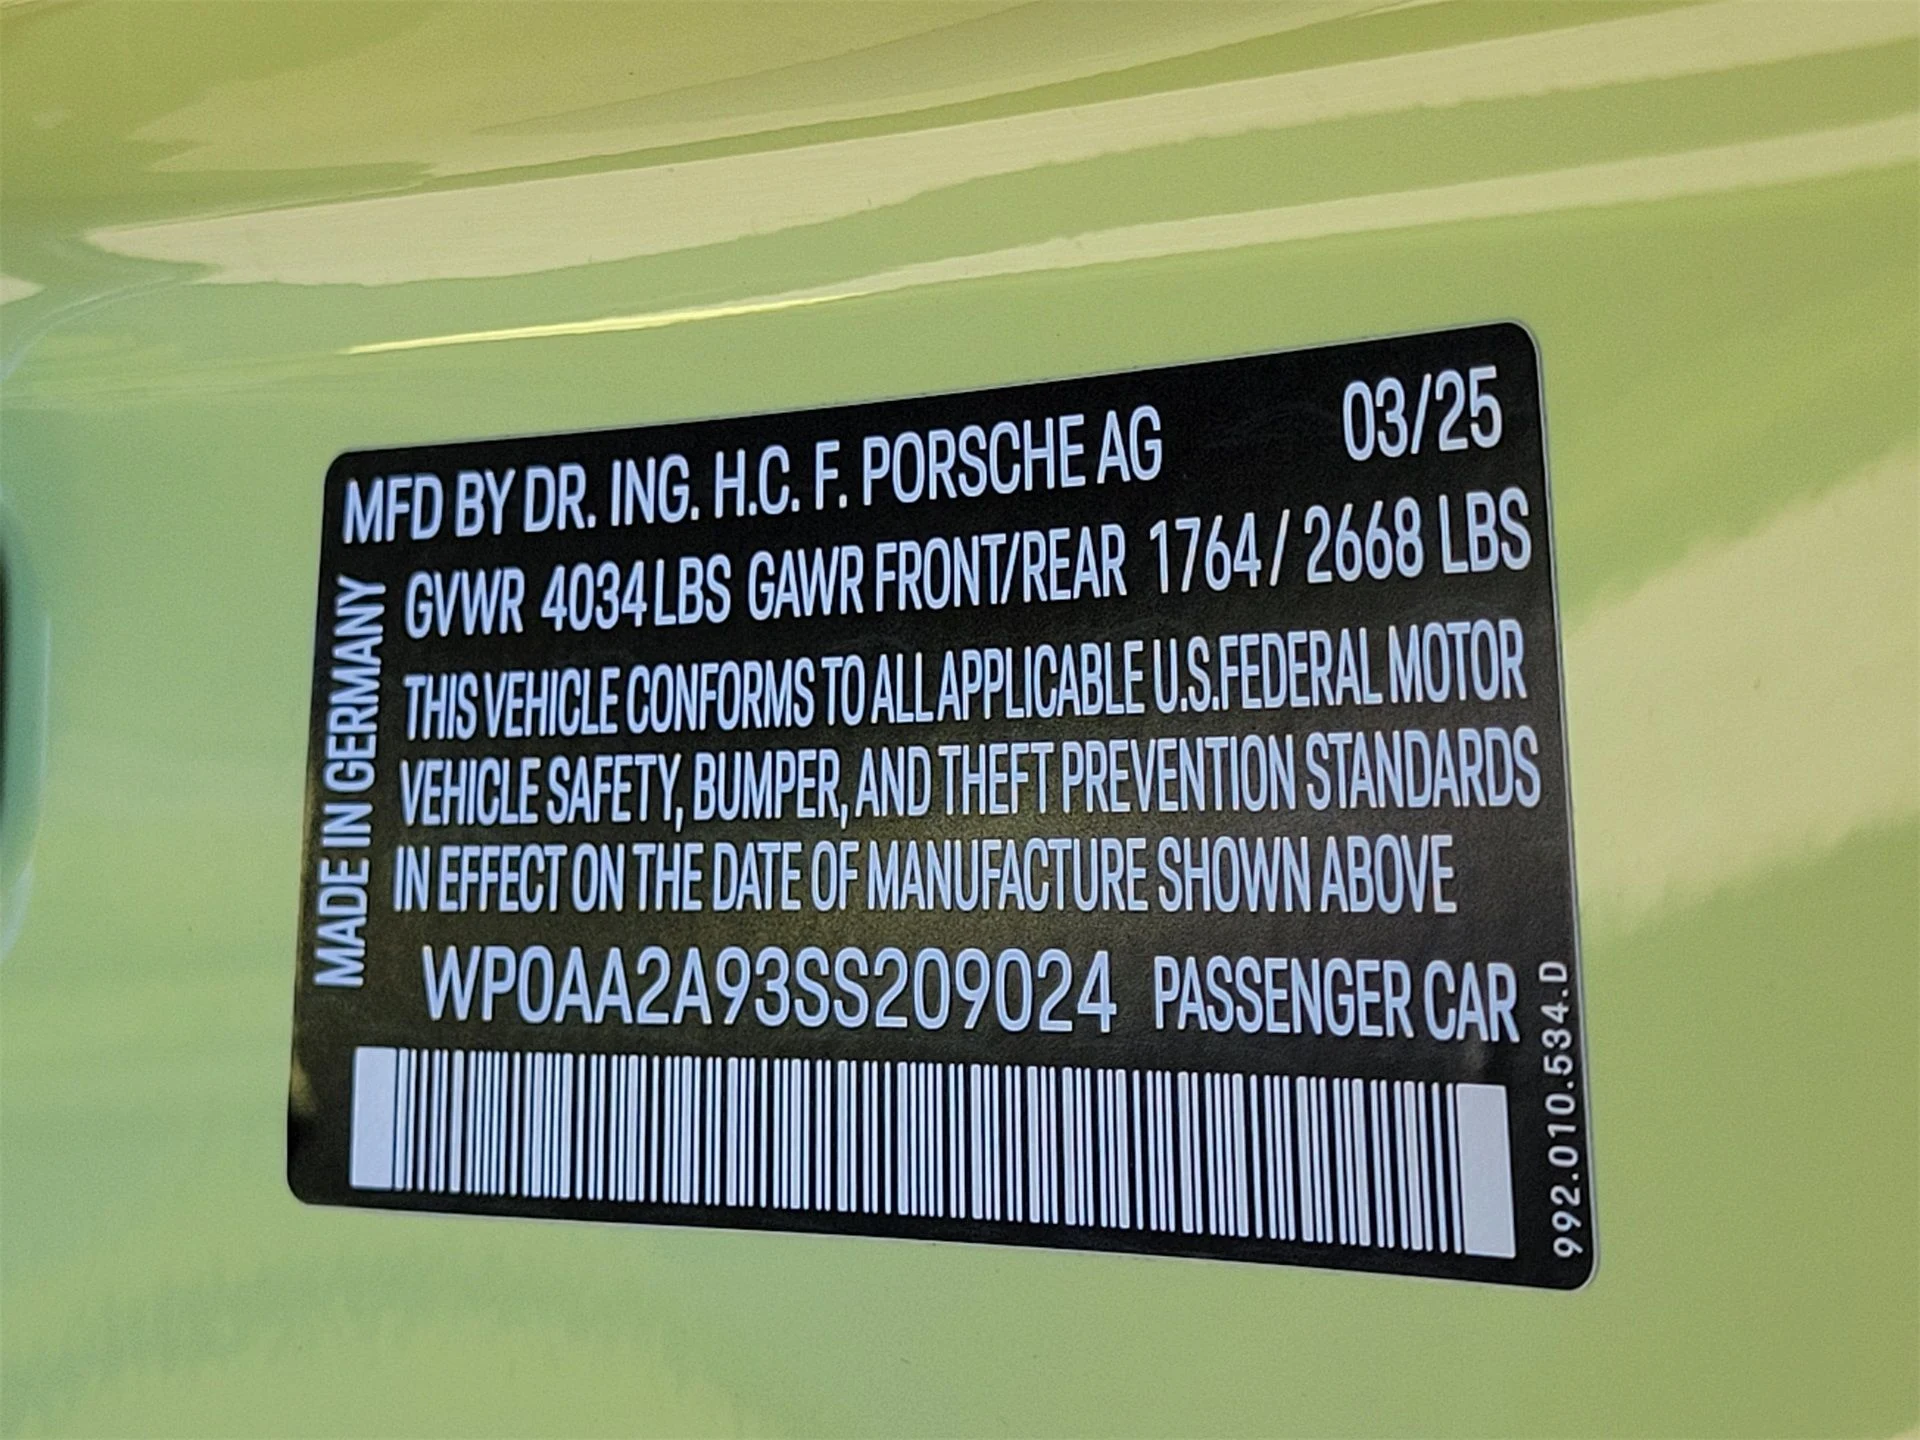 MFD BY DR. ING. H.C. F. PORSCHE AG 03/25
GVWR 4034 LBS GAWR FRONT/REAR 1764 / 2668 LBS
THIS VEHICLE CONFORMS TO ALL APPLICABLE U.S.FEDERAL MOTOR
VEHICLE SAFETY, BUMPER, AND THEFT PREVENTION STANDARDS
IN EFFECT ON THE DATE OF MANUFACTURE SHOWN ABOVE
WP0AA2A93SS209024 PASSENGER CAR
MADE IN GERMANY
992.010.534.D